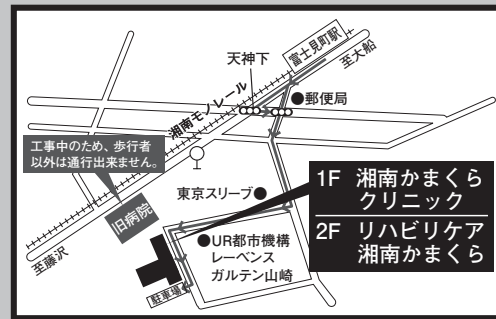 天神下
富士見町駅
至大船
●郵便局
湘南モノレール
工事中のため、歩行者
以外は通行出来ません。
旧病院
東京スリーブ●
1F 湘南かまくら
クリニック
2F リハビリケア
湘南かまくら
●UR都市機構
レーベンス
ガルテン山崎
至藤沢
駐車場